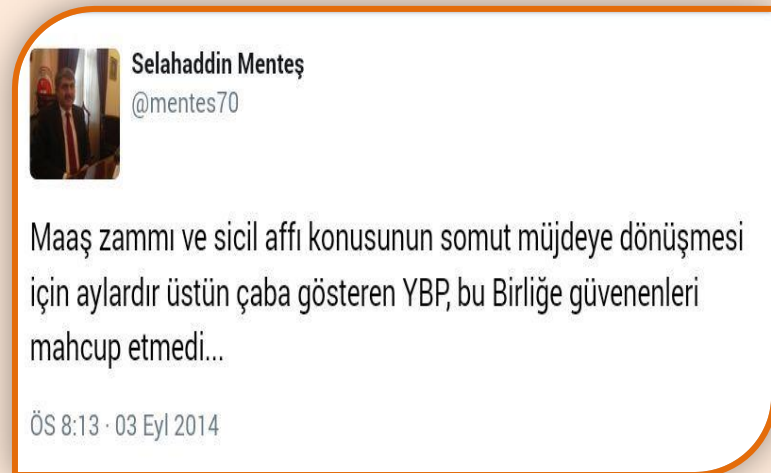 Selahaddin Menteş
@mentes70
Maaş zammı ve sicil affı konusunun somut müjdeye dönüşmesi
için aylardır üstün çaba gösteren YBP, bu Birliğe güvenenleri
mahcup etmedi...
ÖS 8:13 · 03 Eyl 2014